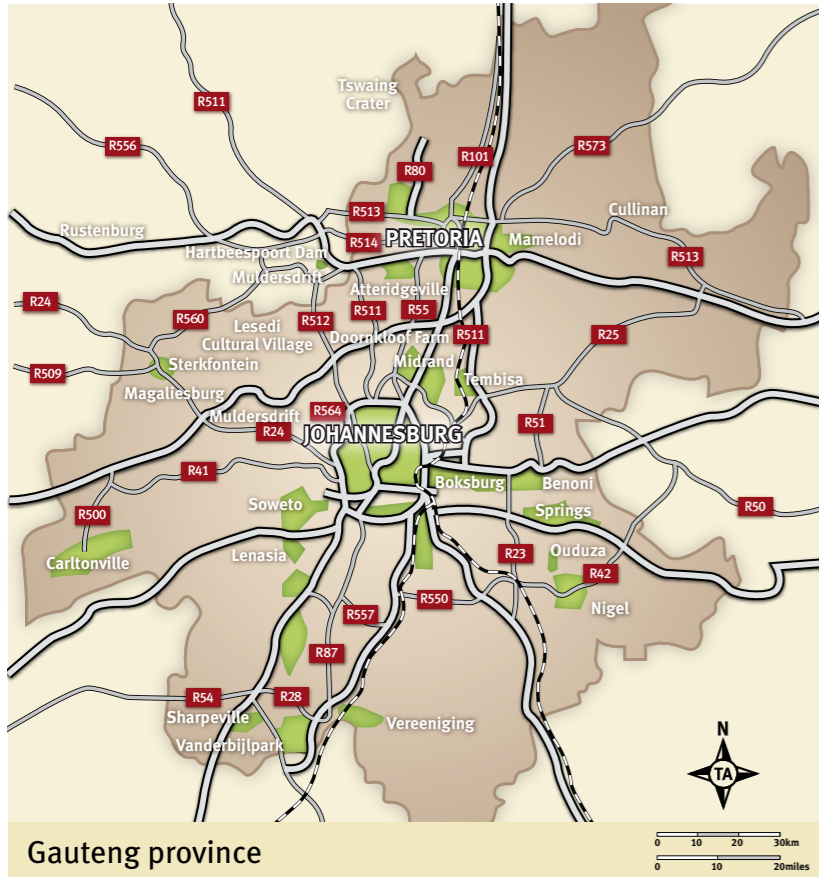 Tswaing
Crater
R511
R556
R101
R573
R80
Cullinan
R513
Rustenburg
R514
PRETORIA
Mamelodi
Hartbeespoort Dam
R513
Muldersdrift
Atteridgeville
R24
R560
Lesedi
Cultural Village
R512
R511
R55
Doornkloof Farm
R511
R25
R509
Sterkfontein
Midrand
Tembisa
Magaliesburg
Muldersdrift
R564
R24
JOHANNESBURG
R51
R41
Boksburg
Benoni
R500
Soweto
Springs
R50
Carltonville
Lenasia
R23
Ouduza
R42
R557
R550
Nigel
R87
R54
R28
Sharpeville
Vereeniging
Vanderbijlpark
N
TA
Gauteng province
0 10 20 30km
0 10 20miles